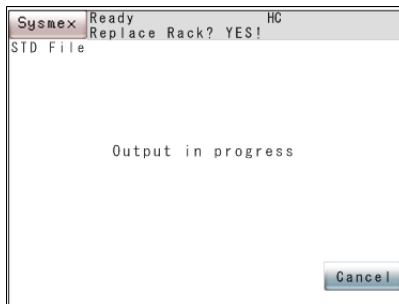 Sysmex Ready HC
Replace Rack? YES!
STD File
Output in progress
Cancel